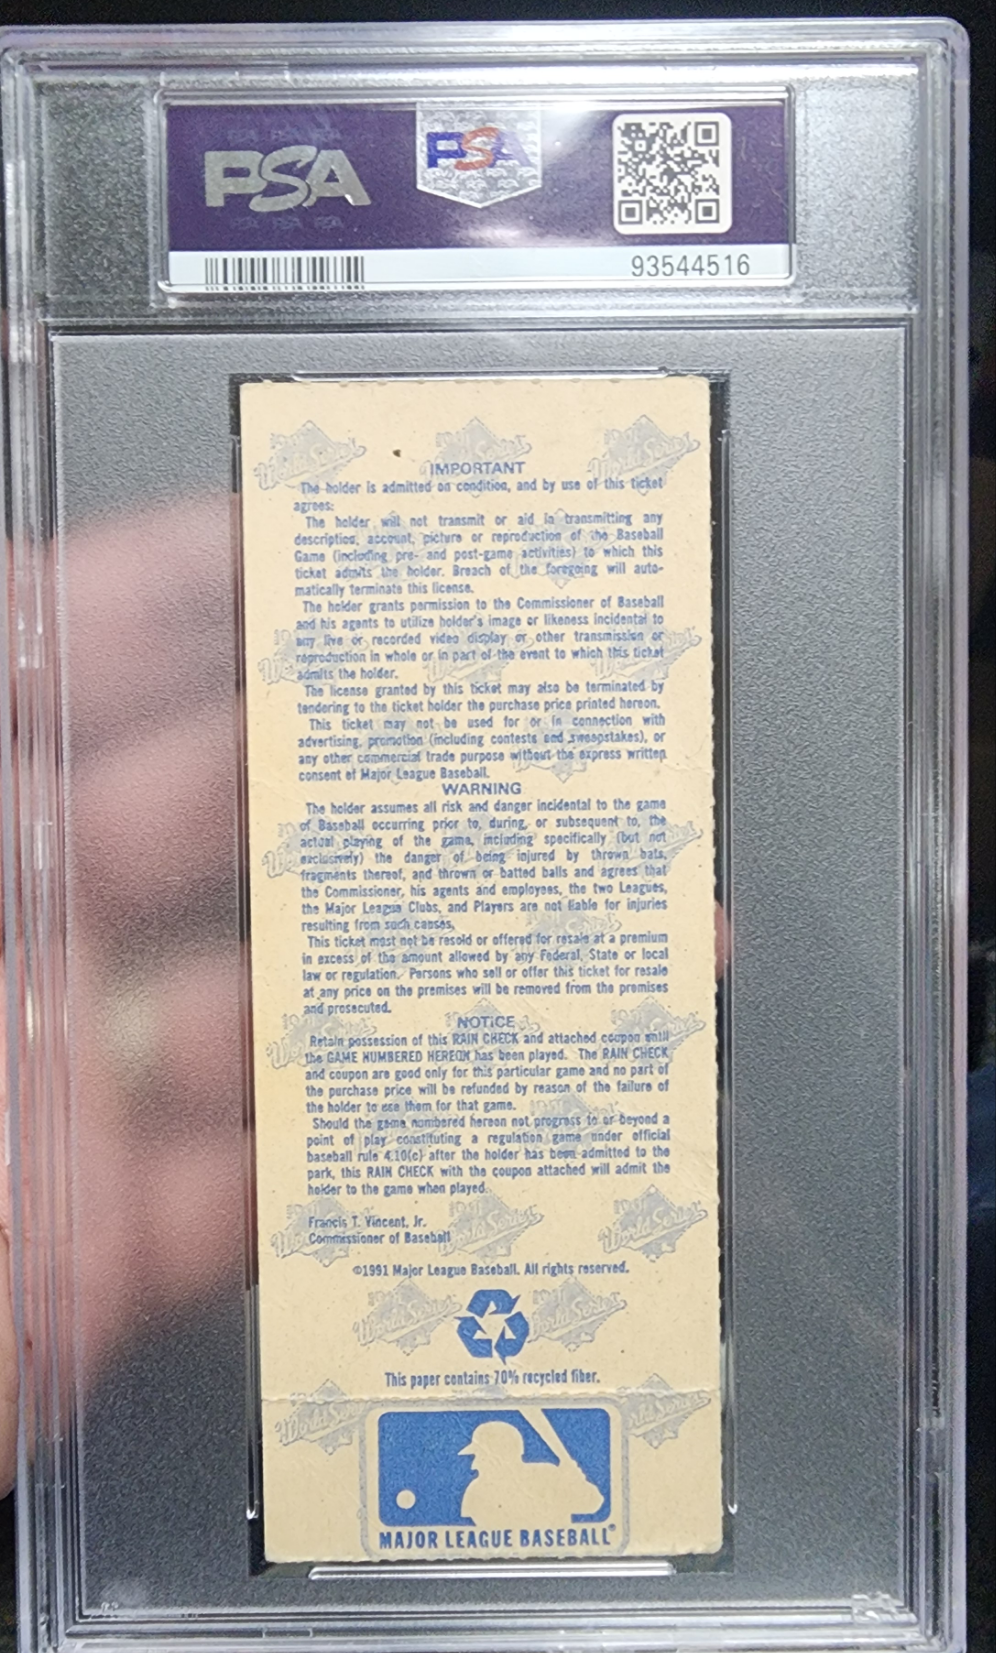 PSA
PSA
93544516
IMPORTANT
The holder is admitted on condition, and by use of this ticket
agrees:
The holder will not transmit or aid in transmitting any
description, account, picture or reproduction of the Baseball
Game (including pre- and post-game activities) to which this
ticket admits the holder. Breach of the foregoing will auto-
matically terminate this license.
The holder grants permission to the Commissioner of Baseball
and his agents to utilize holder's image or likeness incidental to
any live or recorded video display or other transmission or
reproduction in whole or in part of the event to which this ticket
admits the holder.
The license granted by this ticket may also be terminated by
tendering to the ticket holder the purchase price printed hereon.
This ticket may not be used for or in connection with
advertising, promotion (including contests and sweepstakes), or
any other commercial trade purpose without the express written
consent of Major League Baseball.
WARNING
The holder assumes all risk and danger incidental to the game
of Baseball occurring prior to, during, or subsequent to, the
actual playing of the game, including specifically (but not
exclusively) the danger of being injured by thrown bats,
fragments thereof, and thrown or batted balls and agrees that
the Commissioner, his agents and employees, the two Leagues,
the Major League Clubs, and Players are not liable for injuries
resulting from such causes.
This ticket must not be resold or offered for resale at a premium
in excess of the amount allowed by any Federal, State or local
law or regulation. Persons who sell or offer this ticket for resale
at any price on the premises will be removed from the premises
and prosecuted.
NOTICE
Retain possession of this RAIN CHECK and attached coupon until
the GAME NUMBERED HEREON has been played. The RAIN CHECK
and coupon are good only for this particular game and no part of
the purchase price will be refunded by reason of the failure of
the holder to use them for that game.
Should the game numbered hereon not progress to or beyond a
point of play constituting a regulation game under official
baseball rule 4.10(c) after the holder has been admitted to the
park, this RAIN CHECK with the coupon attached will admit the
holder to the game when played.
Francis T. Vincent, Jr.
Commissioner of Baseball
©1991 Major League Baseball. All rights reserved.
This paper contains 70% recycled fiber.
MAJOR LEAGUE BASEBALL®